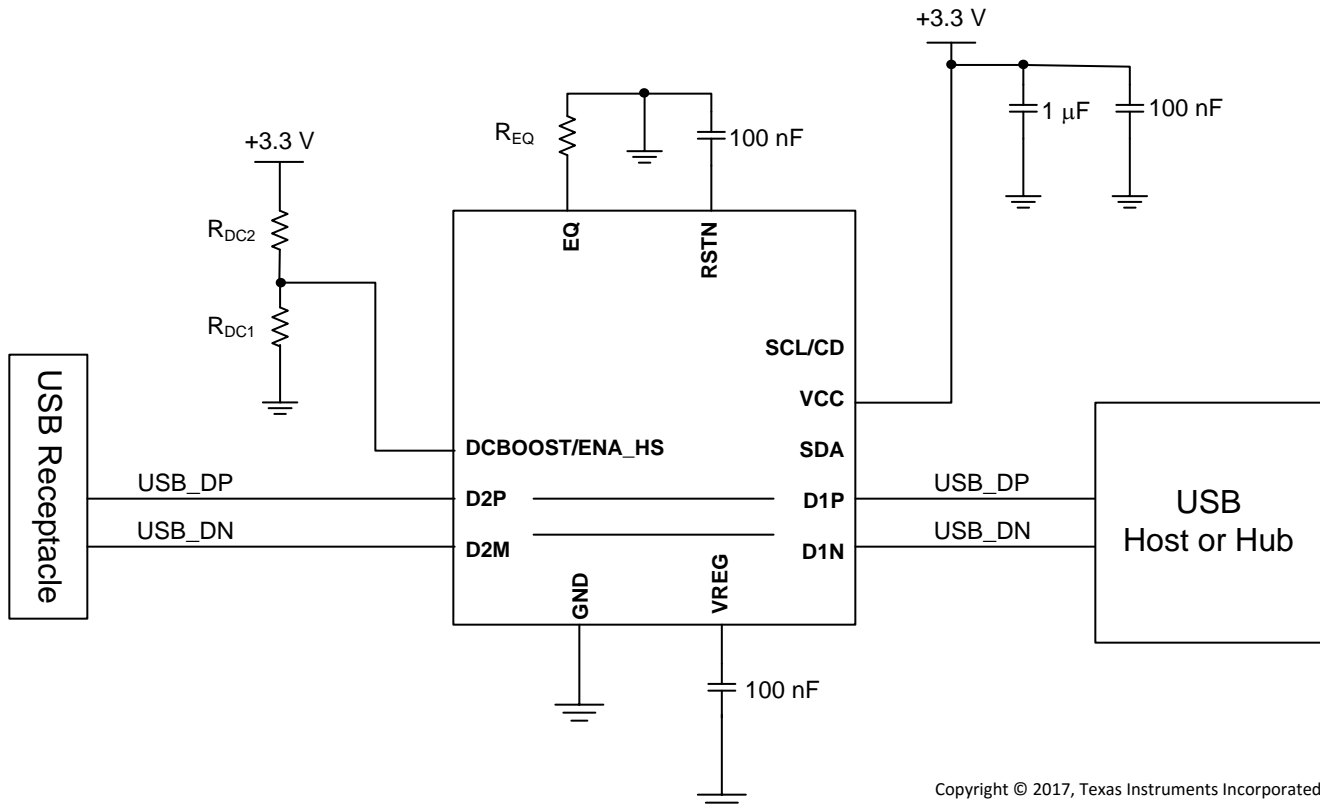 +3.3 V
1 μF
100 nF
R_EQ
100 nF
+3.3 V
R_DC2
R_DC1
EQ
RSTN
SCL/CD
VCC
SDA
DCBOOST/ENA_HS
D2P
D2M
D1P
D1N
GND
VREG
USB Receptacle
USB_DP
USB_DN
USB_DP
USB_DN
USB
Host or Hub
100 nF
Copyright © 2017, Texas Instruments Incorporated